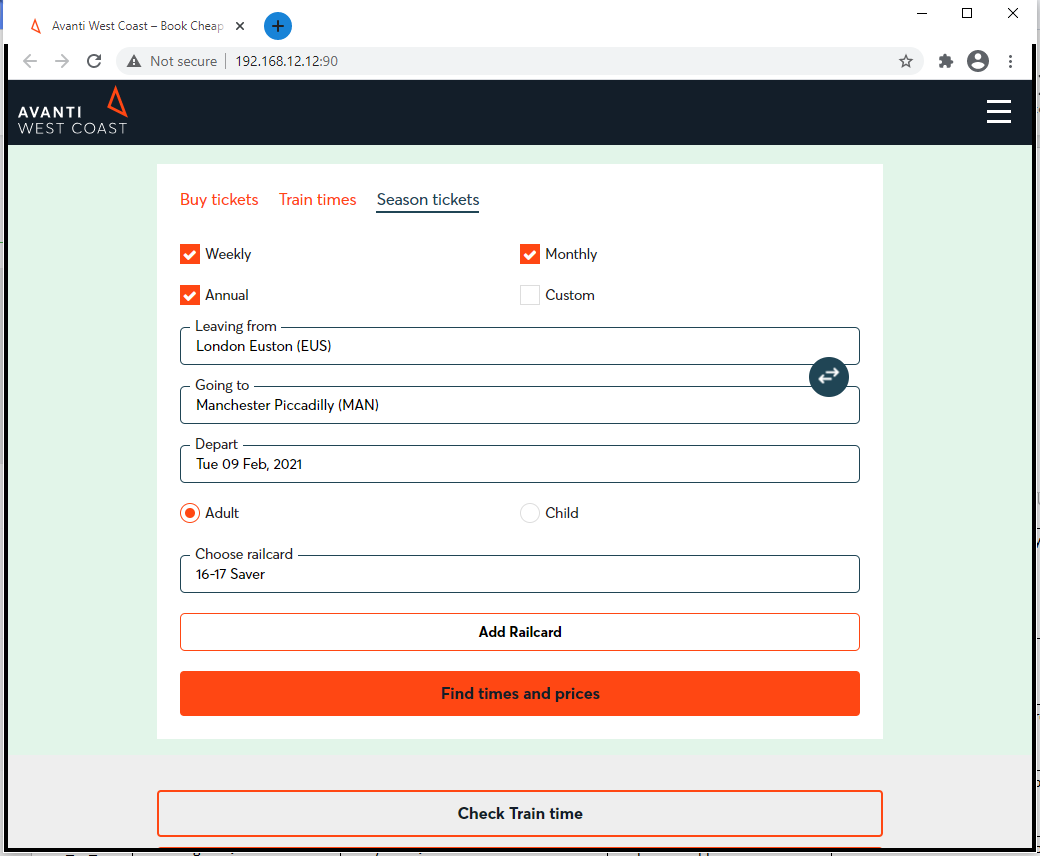 Avanti West Coast – Book Cheap
Not secure 192.168.12.12:90
AVANTI
WEST COAST
Buy tickets Train times Season tickets
Weekly Monthly
Annual Custom
Leaving from
London Euston (EUS)
Going to
Manchester Piccadilly (MAN)
Depart
Tue 09 Feb, 2021
Adult Child
Choose railcard
16-17 Saver
Add Railcard
Find times and prices
Check Train time